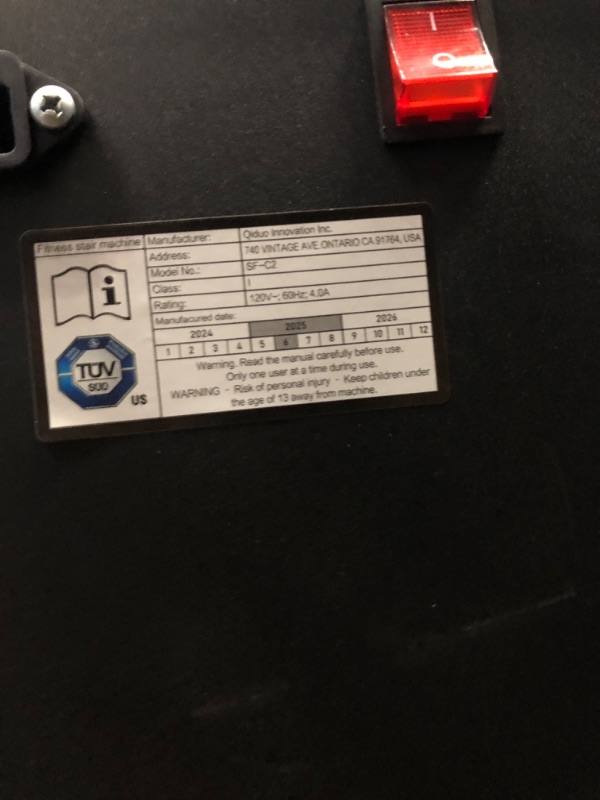 Fitness stair machine
Manufacturer: Qiduo Innovation Inc.
Address: 740 VINTAGE AVE ONTARIO CA 91764, USA
Model No.: SF-C2
Class: I
Rating: 120V~, 60Hz; 4.0A
Manufacured date:
2024 2025 2026
1 2 3 4 5 6 7 8 9 10 11 12
Warning. Read the manual carefully before use.
Only one user at a time during use.
WARNING - Risk of personal injury - Keep children under
the age of 13 away from machine.
i
TÜV
SÜD
US